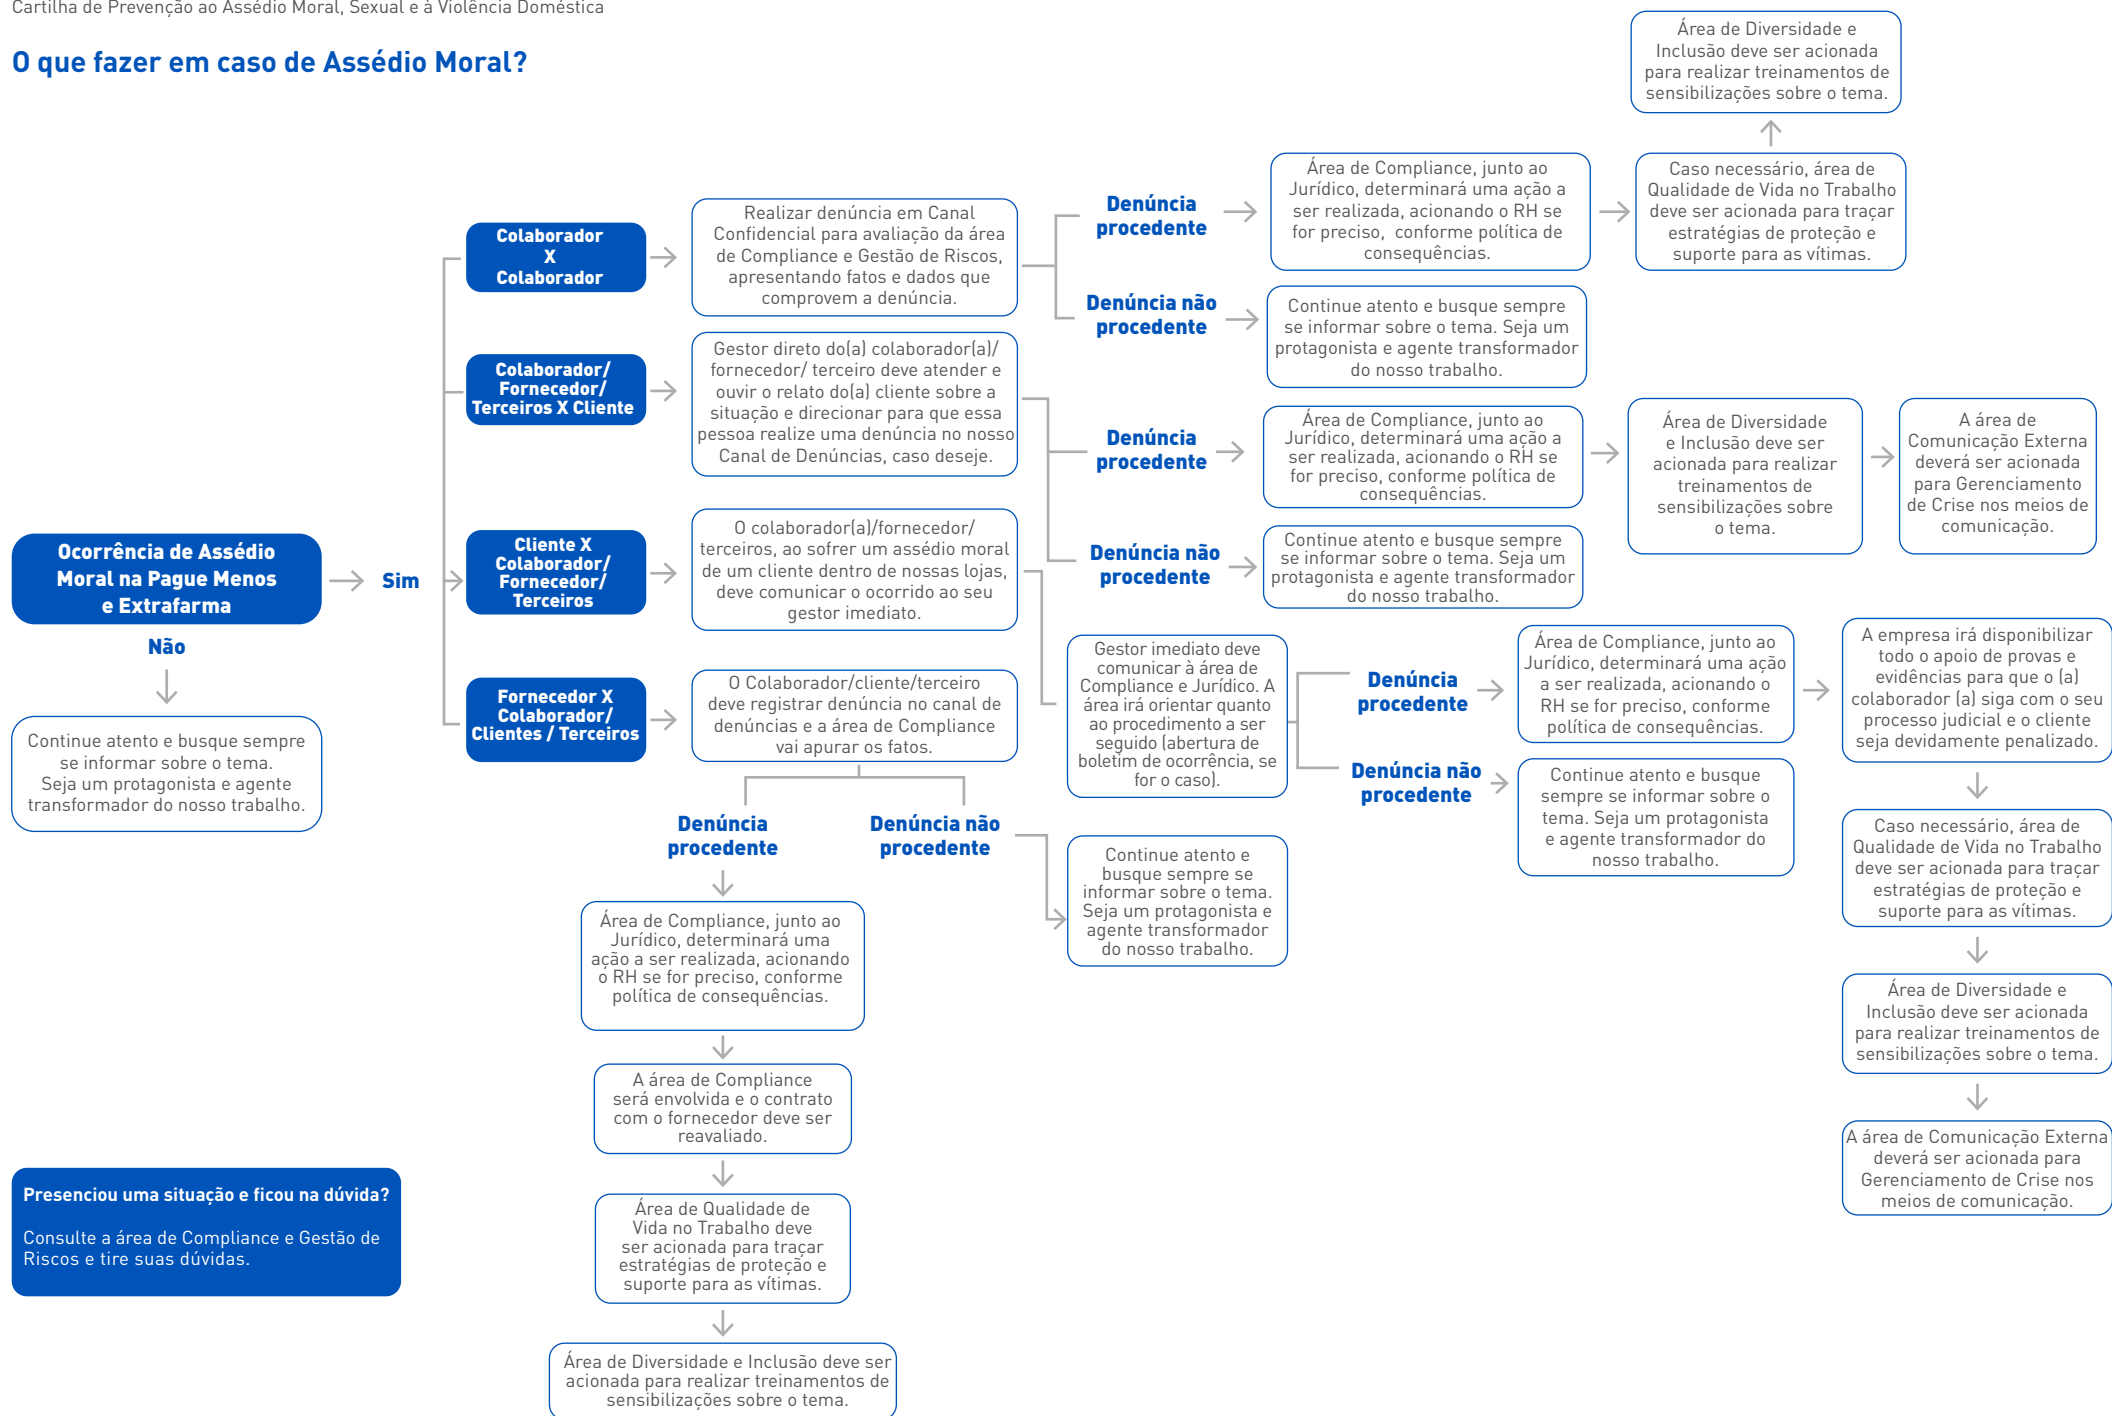 Cartilha de Prevenção ao Assédio Moral, Sexual e à Violência Doméstica
O que fazer em caso de Assédio Moral?
Ocorrência de Assédio
Moral na Pague Menos
e Extrafarma
Sim
Não
Continue atento e busque sempre
se informar sobre o tema.
Seja um protagonista e agente
transformador do nosso trabalho.
Colaborador
X
Colaborador
Realizar denúncia em Canal
Confidencial para avaliação da área
de Compliance e Gestão de Riscos,
apresentando fatos e dados que
comprovem a denúncia.
Denúncia
procedente
Área de Compliance, junto ao
Jurídico, determinará uma ação a
ser realizada, acionando o RH se
for preciso, conforme política de
consequências.
Caso necessário, área de
Qualidade de Vida no Trabalho
deve ser acionada para traçar
estratégias de proteção e
suporte para as vítimas.
Área de Diversidade e
Inclusão deve ser acionada
para realizar treinamentos de
sensibilizações sobre o tema.
Denúncia não
procedente
Continue atento e busque sempre
se informar sobre o tema. Seja um
protagonista e agente transformador
do nosso trabalho.
Colaborador/
Fornecedor/
Terceiros X Cliente
Gestor direto do(a) colaborador(a)/
fornecedor/ terceiro deve atender e
ouvir o relato do(a) cliente sobre a
situação e direcionar para que essa
pessoa realize uma denúncia no nosso
Canal de Denúncias, caso deseje.
Denúncia
procedente
Área de Compliance, junto ao
Jurídico, determinará uma ação a
ser realizada, acionando o RH se
for preciso, conforme política de
consequências.
Área de Diversidade
e Inclusão deve ser
acionada para realizar
treinamentos de
sensibilizações sobre
o tema.
A área de
Comunicação Externa
deverá ser acionada
para Gerenciamento
de Crise nos meios de
comunicação.
Denúncia não
procedente
Continue atento e busque sempre
se informar sobre o tema. Seja um
protagonista e agente transformador
do nosso trabalho.
Cliente X
Colaborador/
Fornecedor/
Terceiros
O colaborador(a)/fornecedor/
terceiros, ao sofrer um assédio moral
de um cliente dentro de nossas lojas,
deve comunicar o ocorrido ao seu
gestor imediato.
Gestor imediato deve
comunicar à área de
Compliance e Jurídico. A
área irá orientar quanto
ao procedimento a ser
seguido (abertura de
boletim de ocorrência, se
for o caso).
Denúncia
procedente
Área de Compliance, junto ao
Jurídico, determinará uma ação
a ser realizada, acionando o
RH se for preciso, conforme
política de consequências.
A empresa irá disponibilizar
todo o apoio de provas e
evidências para que o (a)
colaborador (a) siga com o seu
processo judicial e o cliente
seja devidamente penalizado.
Caso necessário, área de
Qualidade de Vida no Trabalho
deve ser acionada para traçar
estratégias de proteção e
suporte para as vítimas.
Área de Diversidade e
Inclusão deve ser acionada
para realizar treinamentos de
sensibilizações sobre o tema.
A área de Comunicação Externa
deverá ser acionada para
Gerenciamento de Crise nos
meios de comunicação.
Denúncia não
procedente
Continue atento e busque
sempre se informar sobre o
tema. Seja um protagonista
e agente transformador do
nosso trabalho.
Fornecedor X
Colaborador/
Clientes / Terceiros
O Colaborador/cliente/terceiro
deve registrar denúncia no canal de
denúncias e a área de Compliance
vai apurar os fatos.
Denúncia
procedente
Área de Compliance, junto ao
Jurídico, determinará uma
ação a ser realizada, acionando
o RH se for preciso, conforme
política de consequências.
A área de Compliance
será envolvida e o contrato
com o fornecedor deve ser
reavaliado.
Área de Qualidade de
Vida no Trabalho deve
ser acionada para traçar
estratégias de proteção e
suporte para as vítimas.
Área de Diversidade e Inclusão deve ser
acionada para realizar treinamentos de
sensibilizações sobre o tema.
Denúncia não
procedente
Continue atento e
busque sempre se
informar sobre o tema.
Seja um protagonista e
agente transformador
do nosso trabalho.
Presenciou uma situação e ficou na dúvida?
Consulte a área de Compliance e Gestão de
Riscos e tire suas dúvidas.